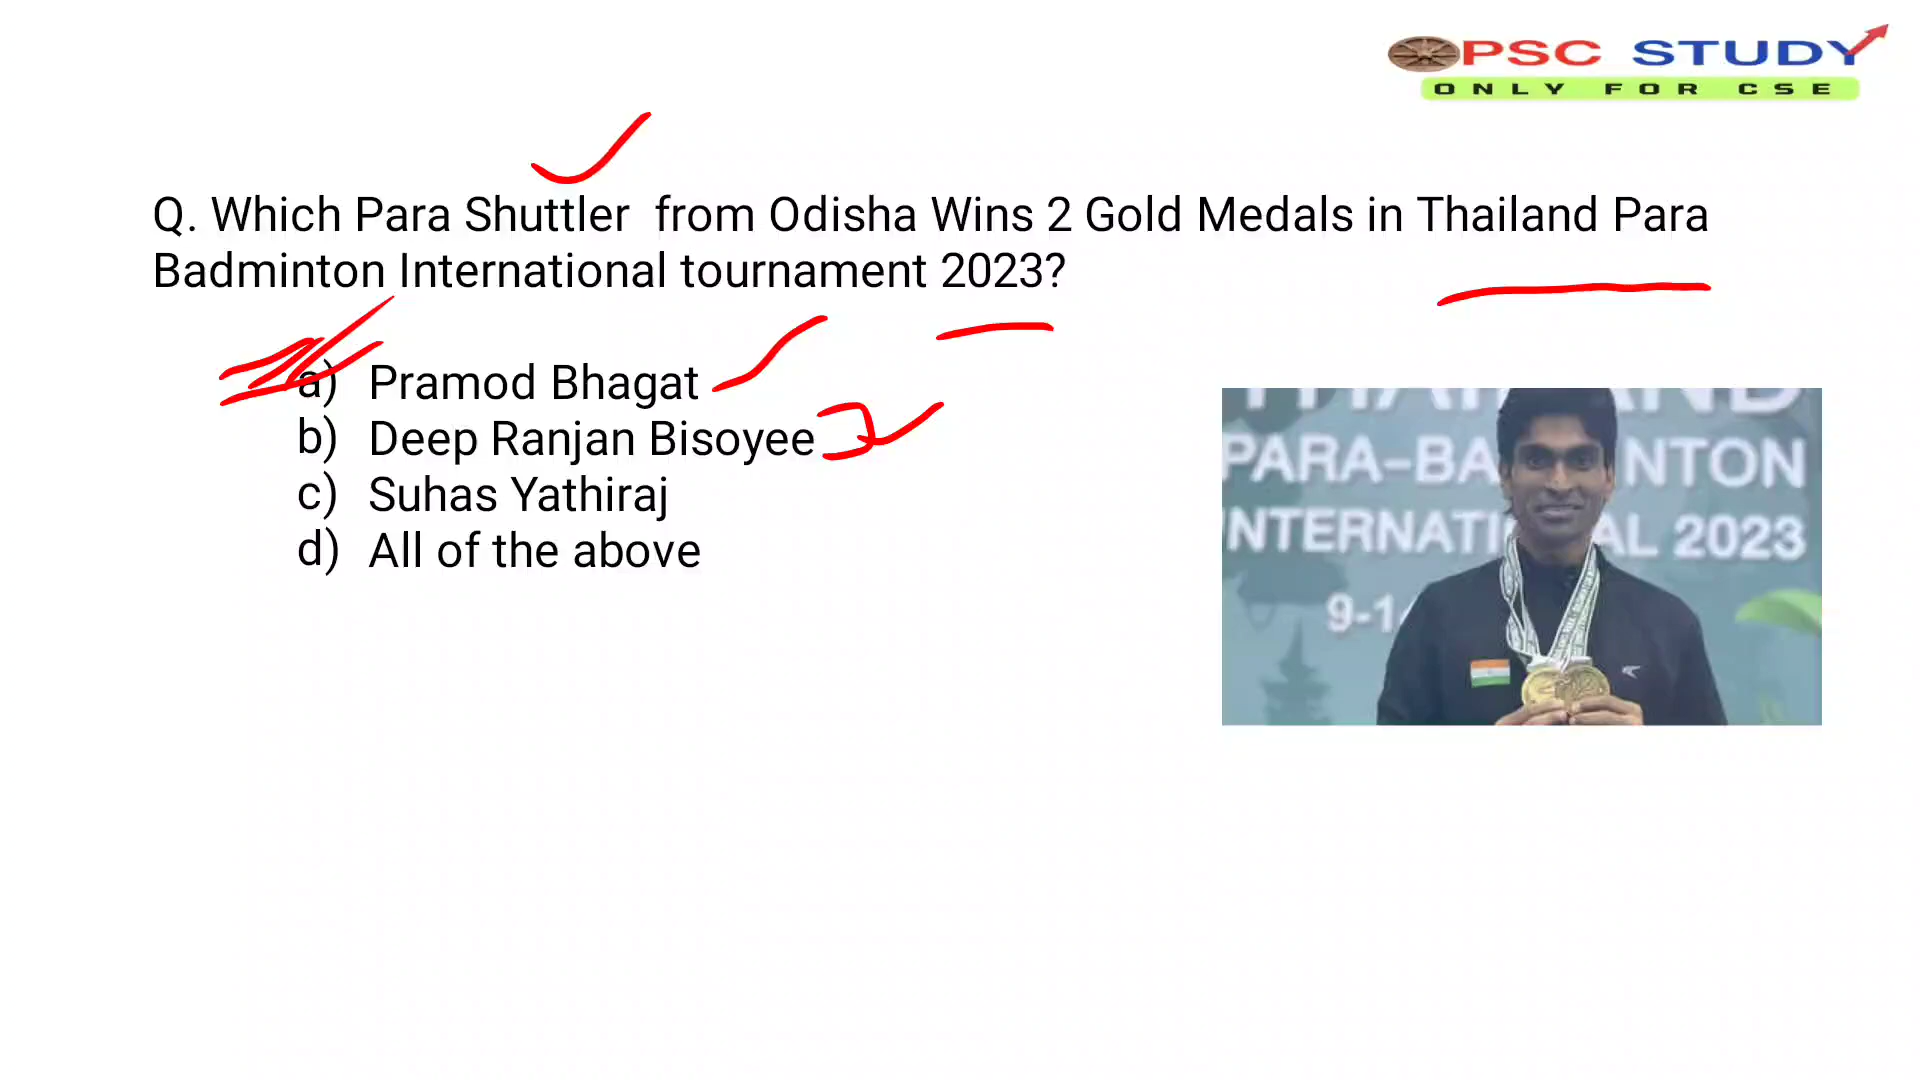 PSC STUDY
ONLY FOR CSE
Q. Which Para Shuttler from Odisha Wins 2 Gold Medals in Thailand Para
Badminton International tournament 2023?
a) Pramod Bhagat
b) Deep Ranjan Bisoyee
c) Suhas Yathiraj
d) All of the above
THAILAND
PARA-BA NTON
NTERNATI AL 2023
9-1